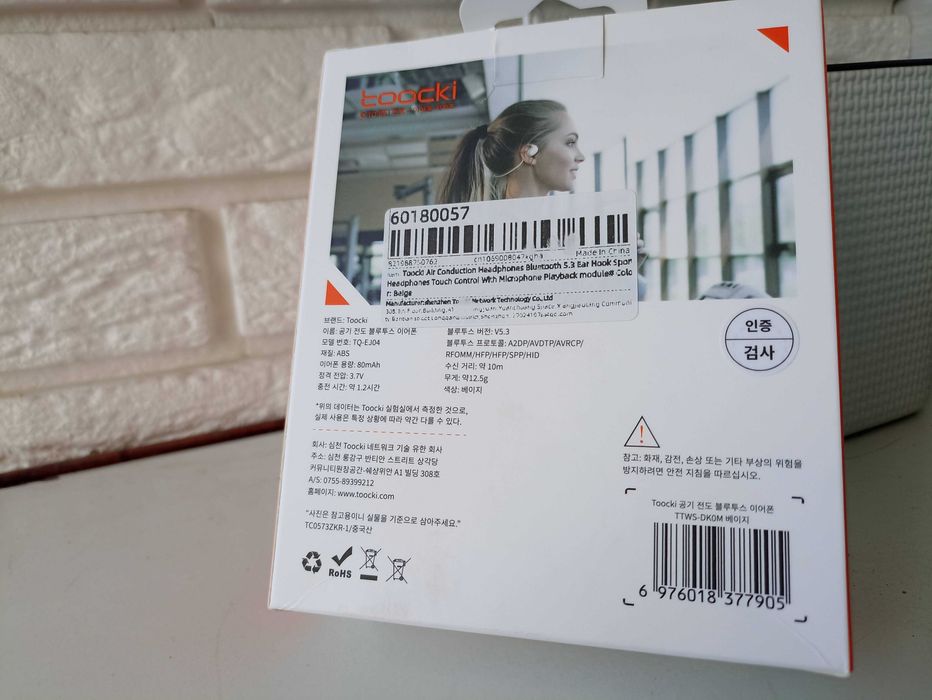 toocki
60180057
Made in China
Item: Toocki Air Conduction Headphones Bluetooth 5.3 Ear Hook Spor
Headphones Touch Control With Microphone Playback module# Colo
r: Beige
Manufacturer:shenzhen Network Technology Co.,Ltd
브랜드: Toocki
이름: 공기 전도 블루투스 이어폰
모델 번호: TQ-EJ04
재질: ABS
이어폰 용량: 80mAh
정격 전압: 3.7V
충전 시간: 약 1.2시간
블루투스 버전: V5.3
블루투스 프로토콜: A2DP/AVDTP/AVRCP/
RFOMM/HFP/HFP/SPP/HID
수신 거리: 약 10m
무게: 약12.5g
색상: 베이지
*위의 데이터는 Toocki 실험실에서 측정한 것으로,
실제 사용은 특정 상황에 따라 약간 다를 수 있다.
인증
검사
회사: 심천 Toocki 네트워크 기술 유한 회사
주소: 심천 룽강구 반티안 스트리트 상각당
커뮤니티원창공간-쉐샹위안 A1 빌딩 308호
A/S: 0755-89399212
홈페이지: www.toocki.com
"사진은 참고용이니 실물을 기준으로 삼아주세요."
TC0573ZKR-1/중국산
RoHS
참고: 화재, 감전, 손상 또는 기타 부상의 위험을
방지하려면 안전 지침을 따르십시오.
Toocki 공기 전도 블루투스 이어폰
TTWS-DK0M 베이지
6 976018 377905